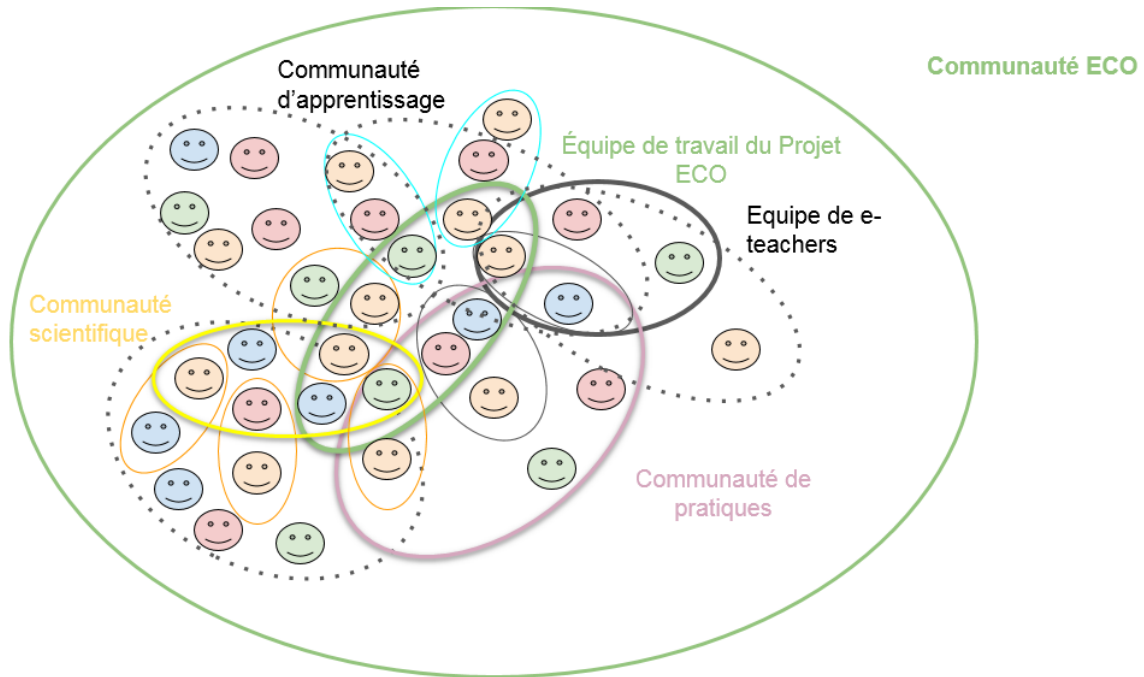 Communauté
d’apprentissage
Communauté ECO
Équipe de travail du Projet
ECO
Equipe de e-
teachers
Communauté
scientifique
Communauté de
pratiques